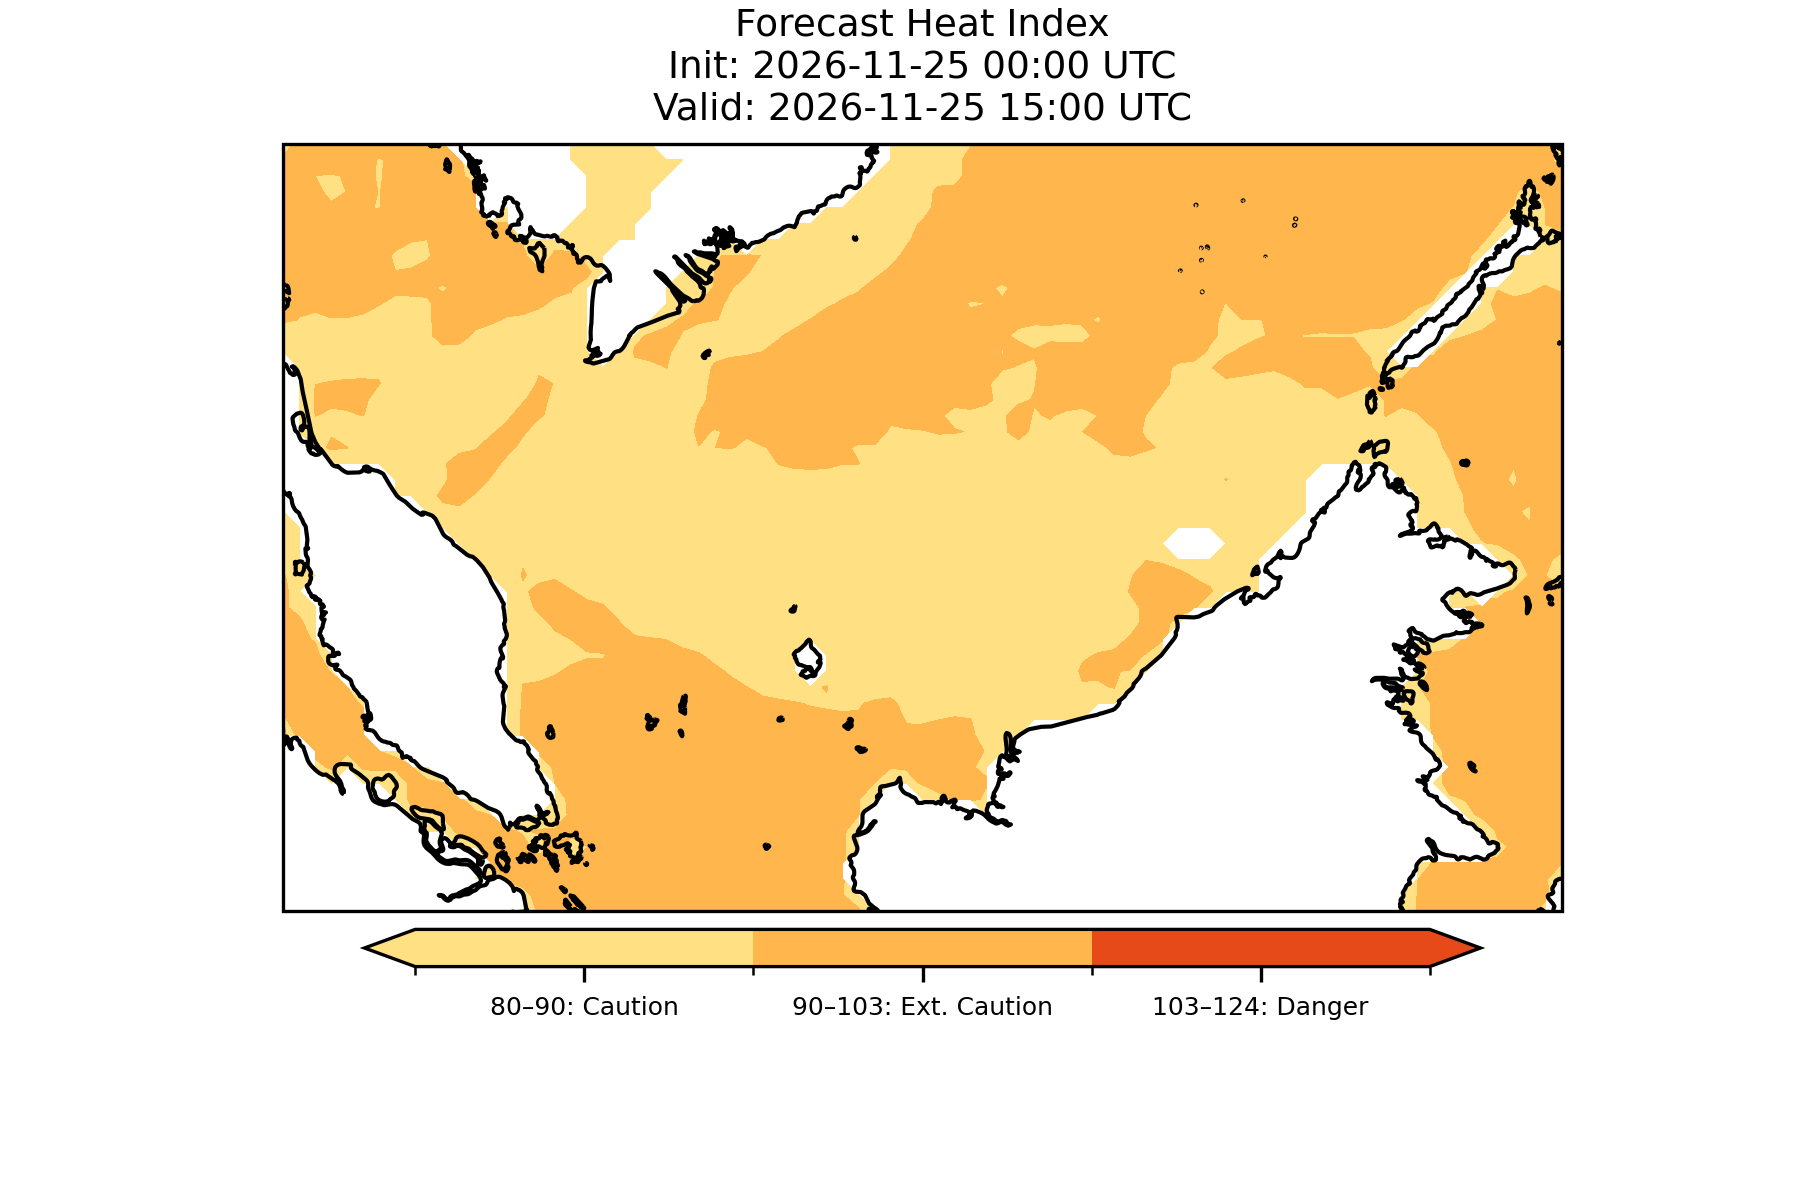 Forecast Heat Index
Init: 2026-11-25 00:00 UTC
Valid: 2026-11-25 15:00 UTC
80–90: Caution
90–103: Ext. Caution
103–124: Danger